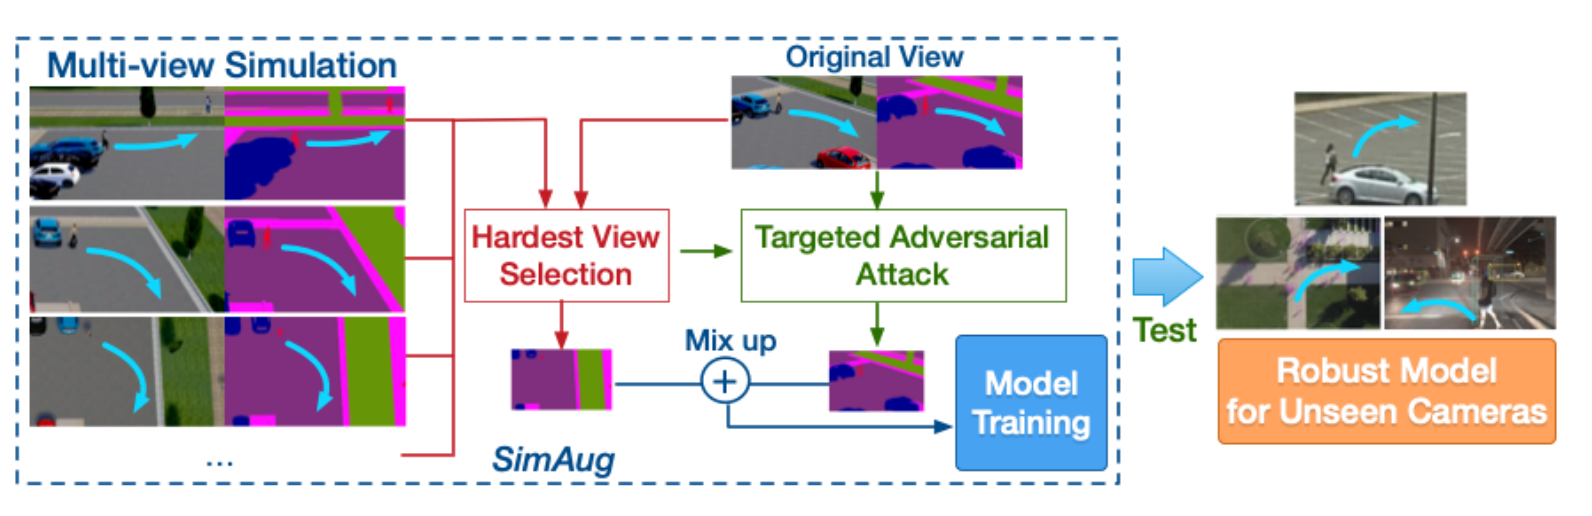 Multi-view Simulation
Original View
Hardest View
Selection
Targeted Adversarial
Attack
Mix up
Model
Training
...
SimAug
Test
Robust Model
for Unseen Cameras